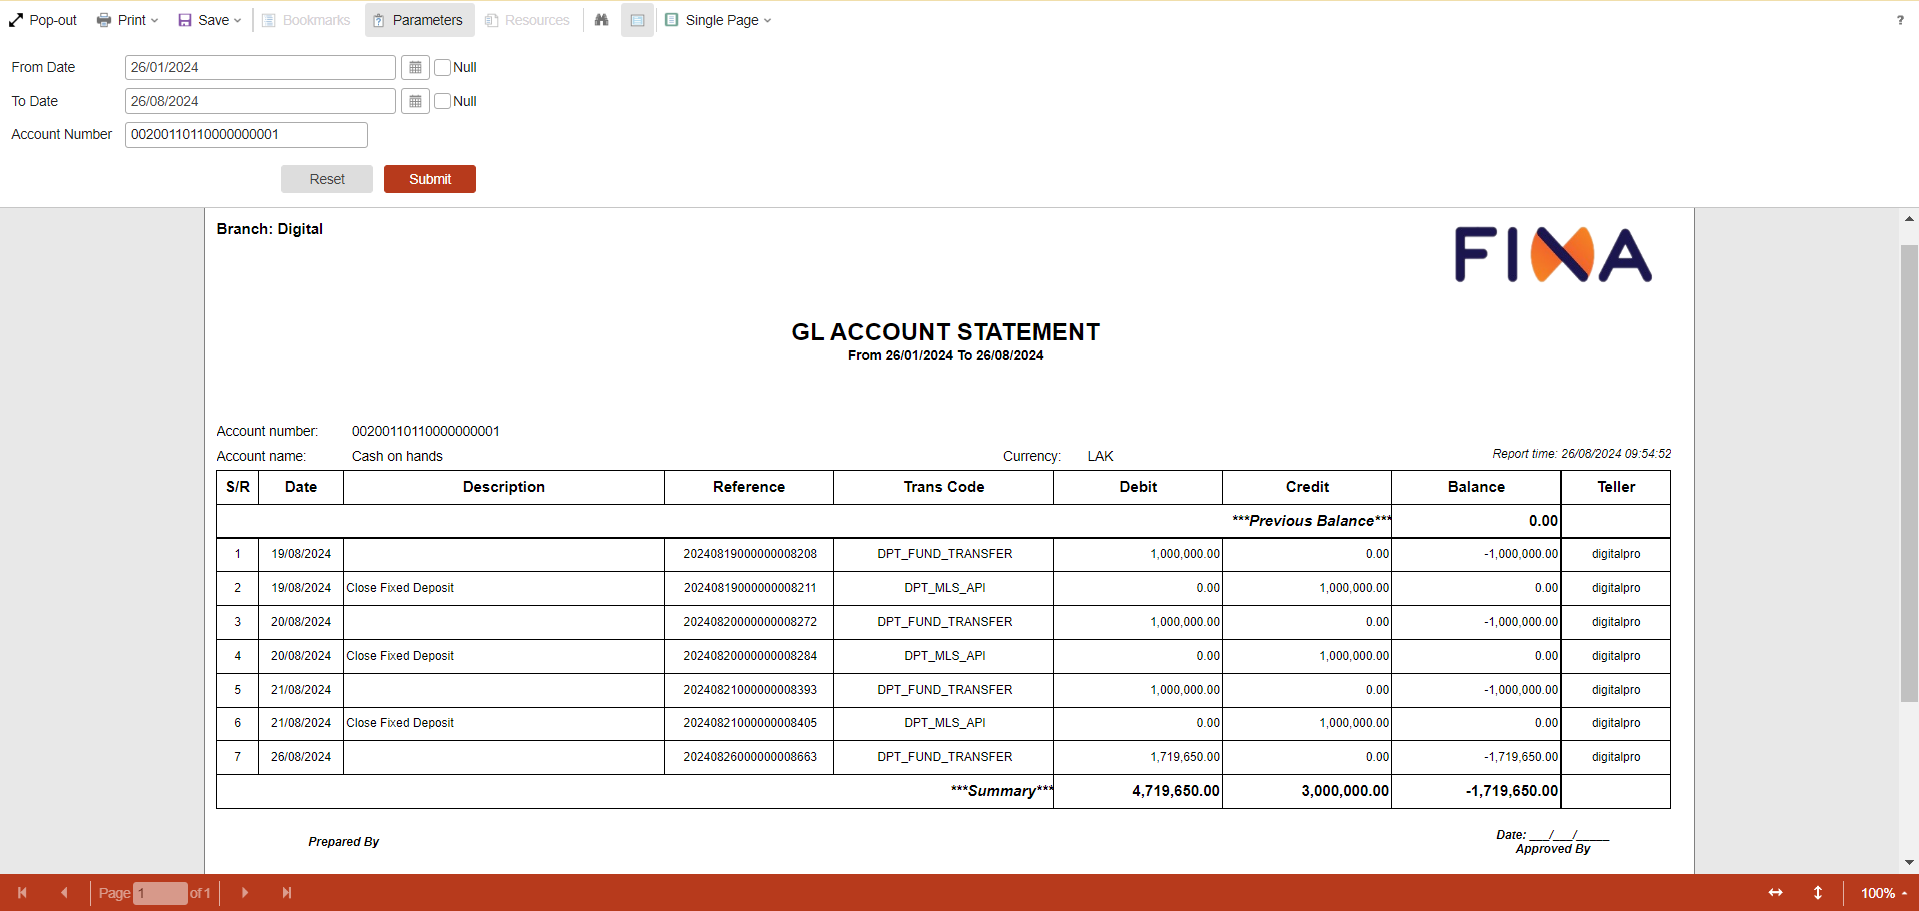 Pop-out Print Save Bookmarks Parameters Resources Single Page ?
From Date 26/01/2024 Null
To Date 26/08/2024 Null
Account Number 00200110110000000001
Reset Submit
Branch: Digital
FINA
GL ACCOUNT STATEMENT
From 26/01/2024 To 26/08/2024
Account number: 00200110110000000001
Account name: Cash on hands Currency: LAK Report time: 26/08/2024 09:54:52
S/R Date Description Reference Trans Code Debit Credit Balance Teller
***Previous Balance*** 0.00
1 19/08/2024 20240819000000008208 DPT_FUND_TRANSFER 1,000,000.00 0.00 -1,000,000.00 digitalpro
2 19/08/2024 Close Fixed Deposit 20240819000000008211 DPT_MLS_API 0.00 1,000,000.00 0.00 digitalpro
3 20/08/2024 20240820000000008272 DPT_FUND_TRANSFER 1,000,000.00 0.00 -1,000,000.00 digitalpro
4 20/08/2024 Close Fixed Deposit 20240820000000008284 DPT_MLS_API 0.00 1,000,000.00 0.00 digitalpro
5 21/08/2024 20240821000000008393 DPT_FUND_TRANSFER 1,000,000.00 0.00 -1,000,000.00 digitalpro
6 21/08/2024 Close Fixed Deposit 20240821000000008405 DPT_MLS_API 0.00 1,000,000.00 0.00 digitalpro
7 26/08/2024 20240826000000008663 DPT_FUND_TRANSFER 1,719,650.00 0.00 -1,719,650.00 digitalpro
***Summary*** 4,719,650.00 3,000,000.00 -1,719,650.00
Prepared By Date: ___/___/_____
Approved By
Page 1 of 1 100%